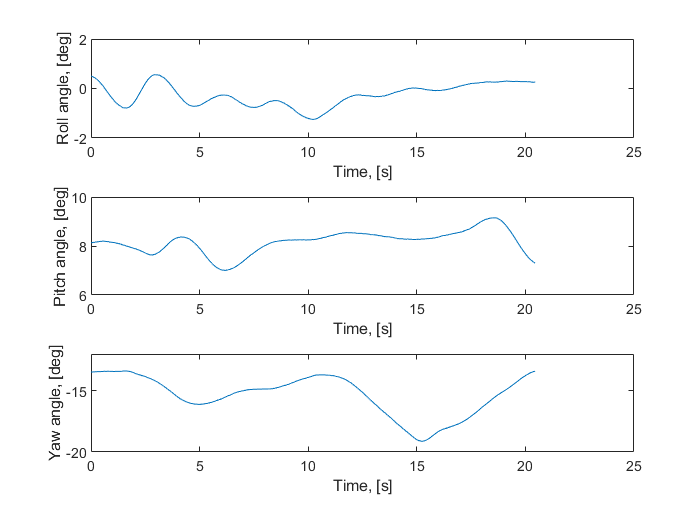 Roll angle, [deg]
2
0
-2
0 5 10 15 20 25
Time, [s]
Pitch angle, [deg]
10
8
6
0 5 10 15 20 25
Time, [s]
Yaw angle, [deg]
-15
-20
0 5 10 15 20 25
Time, [s]